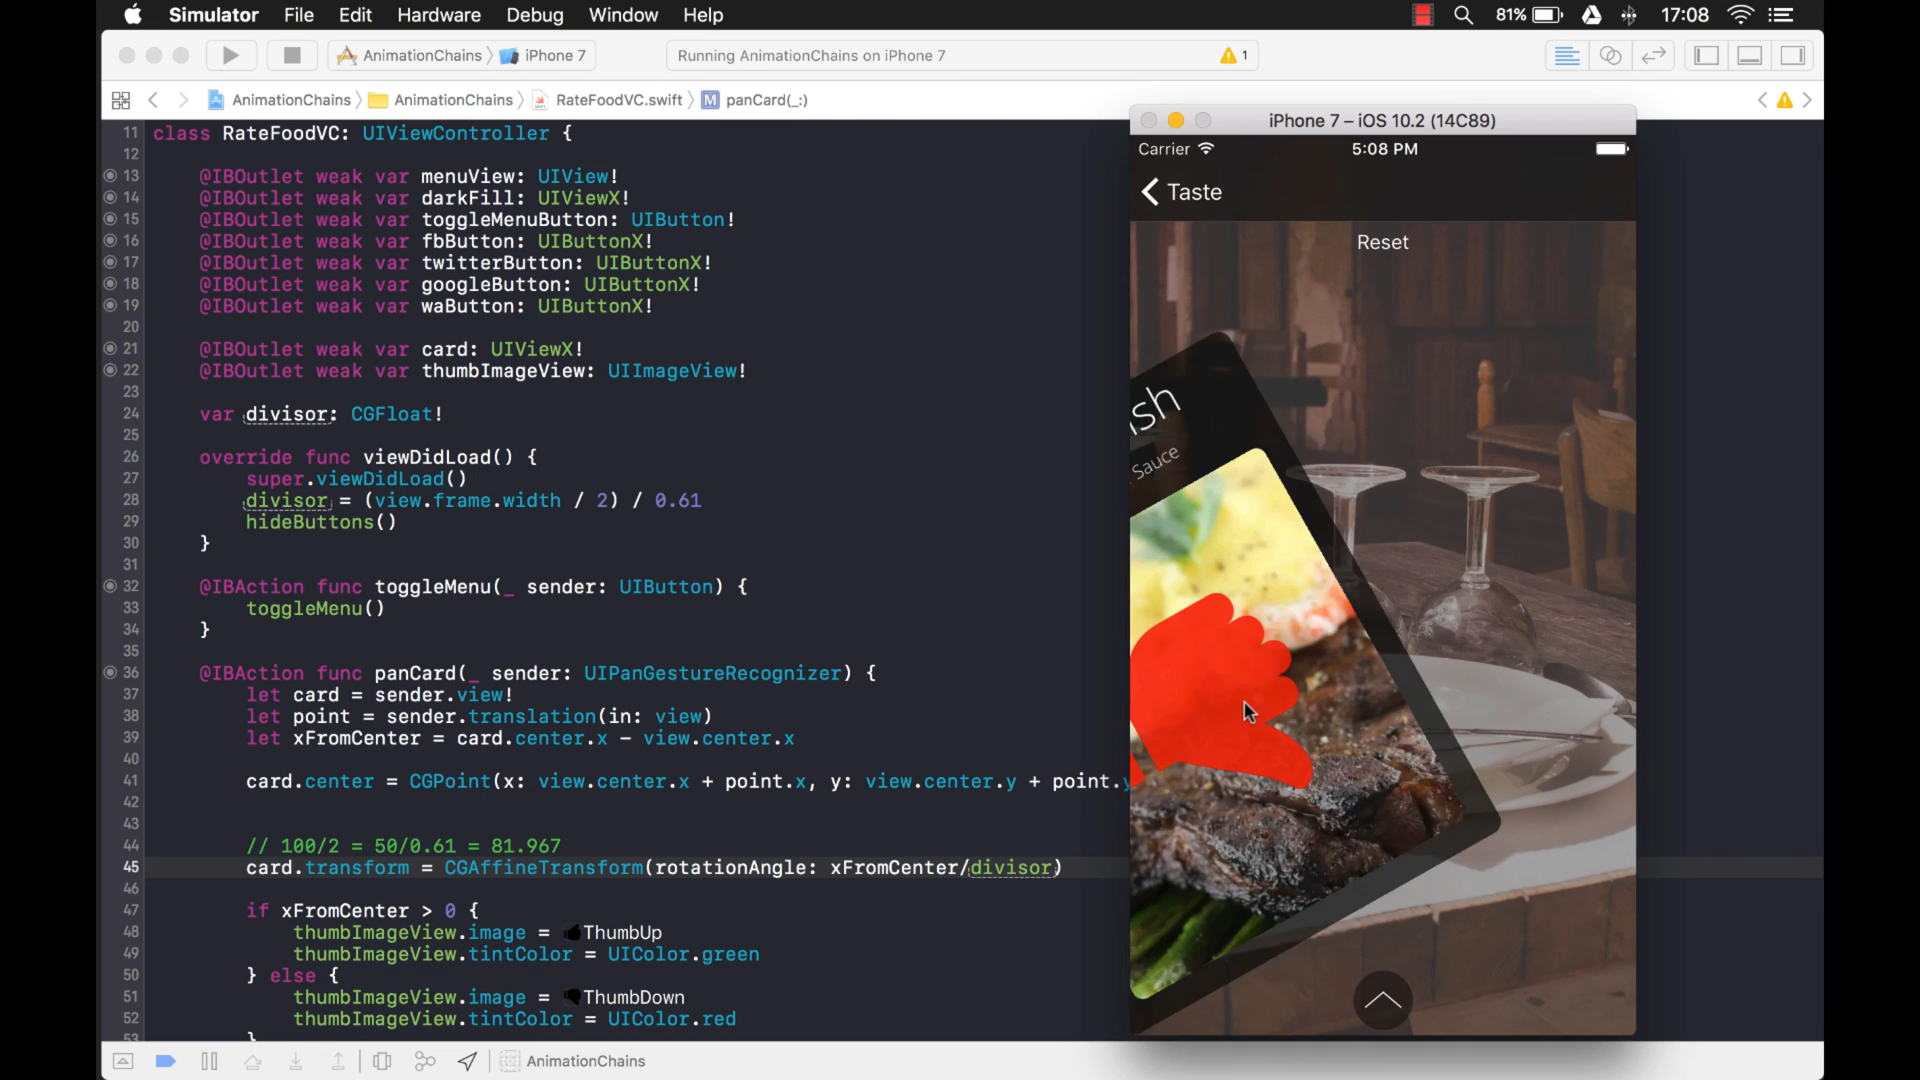 Simulator File Edit Hardware Debug Window Help 81% 17:08
AnimationChains iPhone 7 Running AnimationChains on iPhone 7 1
AnimationChains AnimationChains RateFoodVC.swift M panCard(_:)
11 class RateFoodVC: UIViewController {
12
13 @IBOutlet weak var menuView: UIView!
14 @IBOutlet weak var darkFill: UIViewX!
15 @IBOutlet weak var toggleMenuButton: UIButton!
16 @IBOutlet weak var fbButton: UIButtonX!
17 @IBOutlet weak var twitterButton: UIButtonX!
18 @IBOutlet weak var googleButton: UIButtonX!
19 @IBOutlet weak var waButton: UIButtonX!
20
21 @IBOutlet weak var card: UIViewX!
22 @IBOutlet weak var thumbImageView: UIImageView!
23
24 var divisor: CGFloat!
25
26 override func viewDidLoad() {
27 super.viewDidLoad()
28 divisor = (view.frame.width / 2) / 0.61
29 hideButtons()
30 }
31
32 @IBAction func toggleMenu(_ sender: UIButton) {
33 toggleMenu()
34 }
35
36 @IBAction func panCard(_ sender: UIPanGestureRecognizer) {
37 let card = sender.view!
38 let point = sender.translation(in: view)
39 let xFromCenter = card.center.x - view.center.x
40
41 card.center = CGPoint(x: view.center.x + point.x, y: view.center.y + point.y
42
43
44 // 100/2 = 50/0.61 = 81.967
45 card.transform = CGAffineTransform(rotationAngle: xFromCenter/divisor)
46
47 if xFromCenter > 0 {
48 thumbImageView.image = ThumbUp
49 thumbImageView.tintColor = UIColor.green
50 } else {
51 thumbImageView.image = ThumbDown
52 thumbImageView.tintColor = UIColor.red
53 }
AnimationChains
iPhone 7 – iOS 10.2 (14C89)
Carrier 5:08 PM
Taste
Reset
ish
Sauce